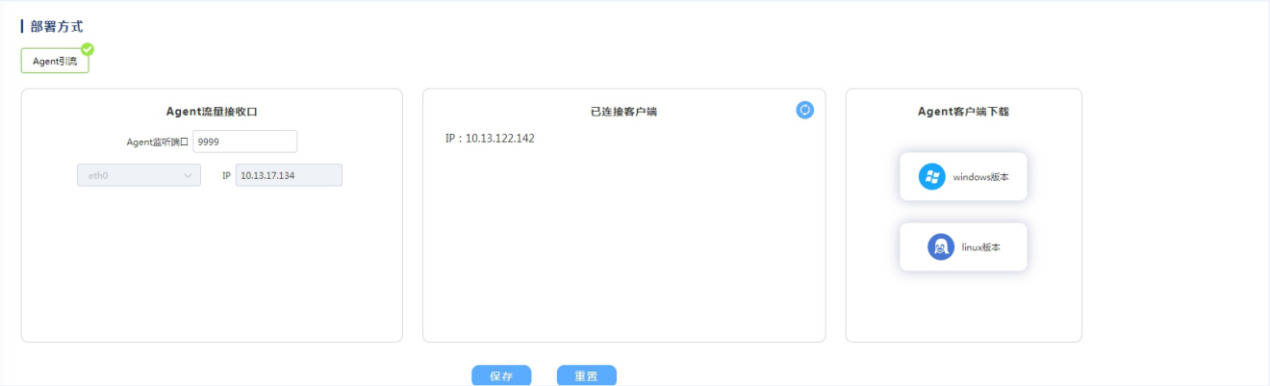 部署方式
Agent引流
Agent流量接收口
Agent监听端口 9999
eth0 IP 10.13.17.134
已连接客户端
IP：10.13.122.142
Agent客户端下载
windows版本
linux版本
保存 重置